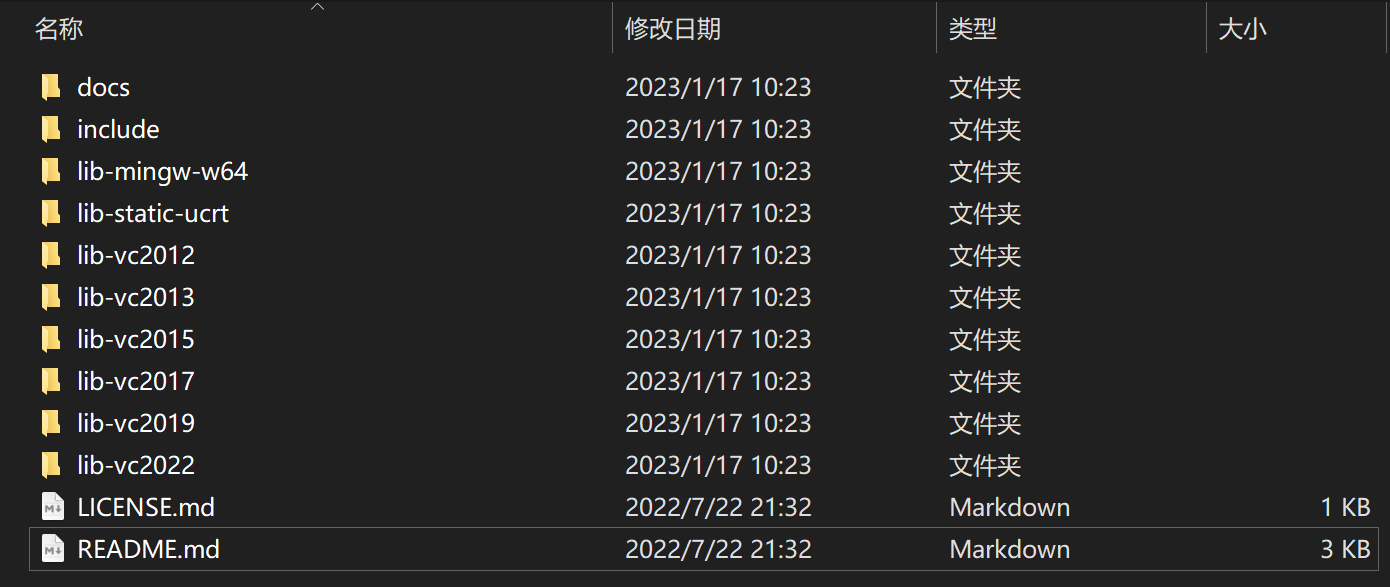 名称 修改日期 类型 大小
docs 2023/1/17 10:23 文件夹
include 2023/1/17 10:23 文件夹
lib-mingw-w64 2023/1/17 10:23 文件夹
lib-static-ucrt 2023/1/17 10:23 文件夹
lib-vc2012 2023/1/17 10:23 文件夹
lib-vc2013 2023/1/17 10:23 文件夹
lib-vc2015 2023/1/17 10:23 文件夹
lib-vc2017 2023/1/17 10:23 文件夹
lib-vc2019 2023/1/17 10:23 文件夹
lib-vc2022 2023/1/17 10:23 文件夹
LICENSE.md 2022/7/22 21:32 Markdown 1 KB
README.md 2022/7/22 21:32 Markdown 3 KB